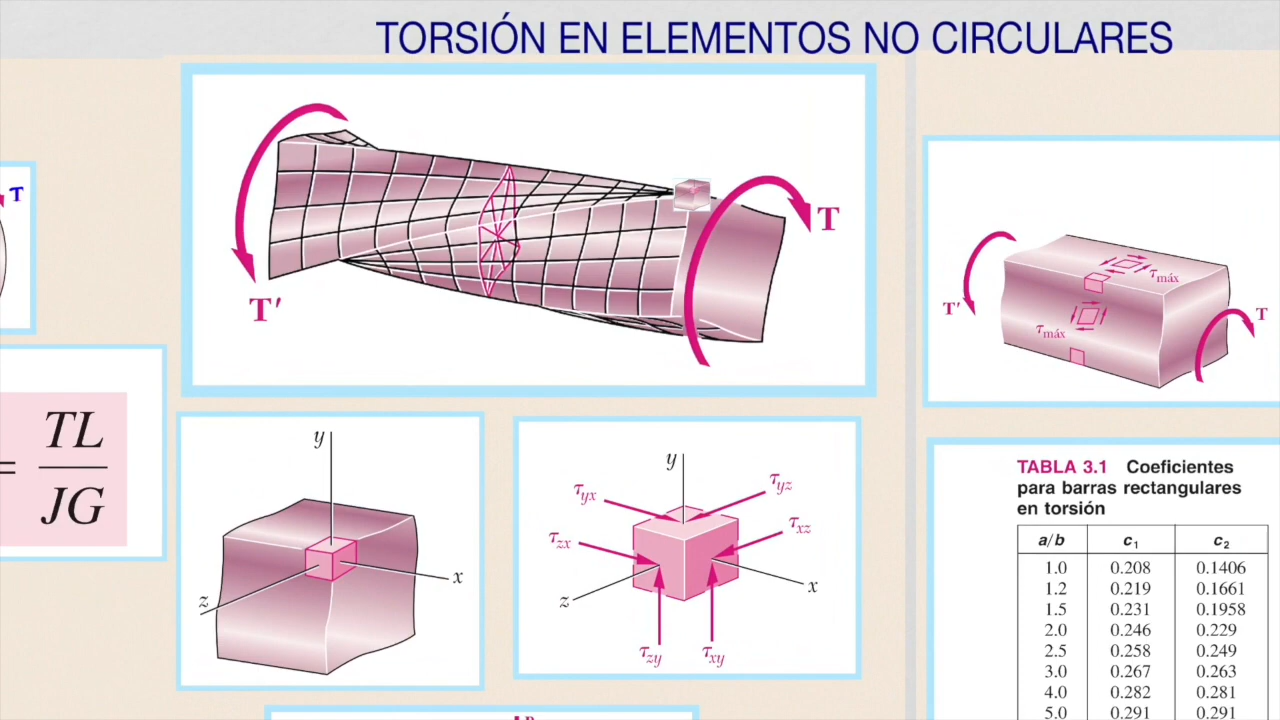 TORSIÓN EN ELEMENTOS NO CIRCULARES
T
T′
T
T′
T
τmáx
τmáx
= TL
JG
y
x
z
y
x
z
τyx
τyz
τzx
τxz
τzy
τxy
TABLA 3.1 Coeficientes
para barras rectangulares
en torsión
a/b c1 c2
1.0 0.208 0.1406
1.2 0.219 0.1661
1.5 0.231 0.1958
2.0 0.246 0.229
2.5 0.258 0.249
3.0 0.267 0.263
4.0 0.282 0.281
5.0 0.291 0.291